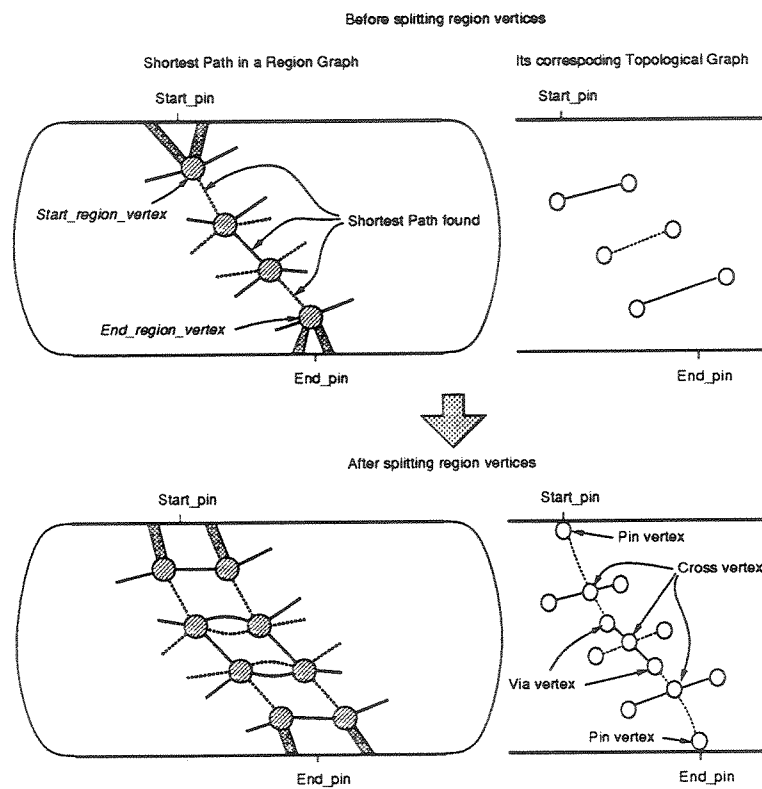 Before splitting region vertices
Shortest Path in a Region Graph
Its correspoding Topological Graph
Start_pin
Start_pin
Start_region_vertex
Shortest Path found
End_region_vertex
End_pin
End_pin
After splitting region vertices
Start_pin
Start_pin
Pin vertex
Cross vertex
Via vertex
Pin vertex
End_pin
End_pin